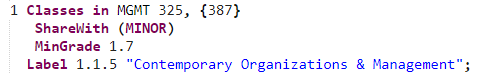 1 Classes in MGMT 325, {387}
ShareWith (MINOR)
MinGrade 1.7
Label 1.1.5 "Contemporary Organizations & Management";